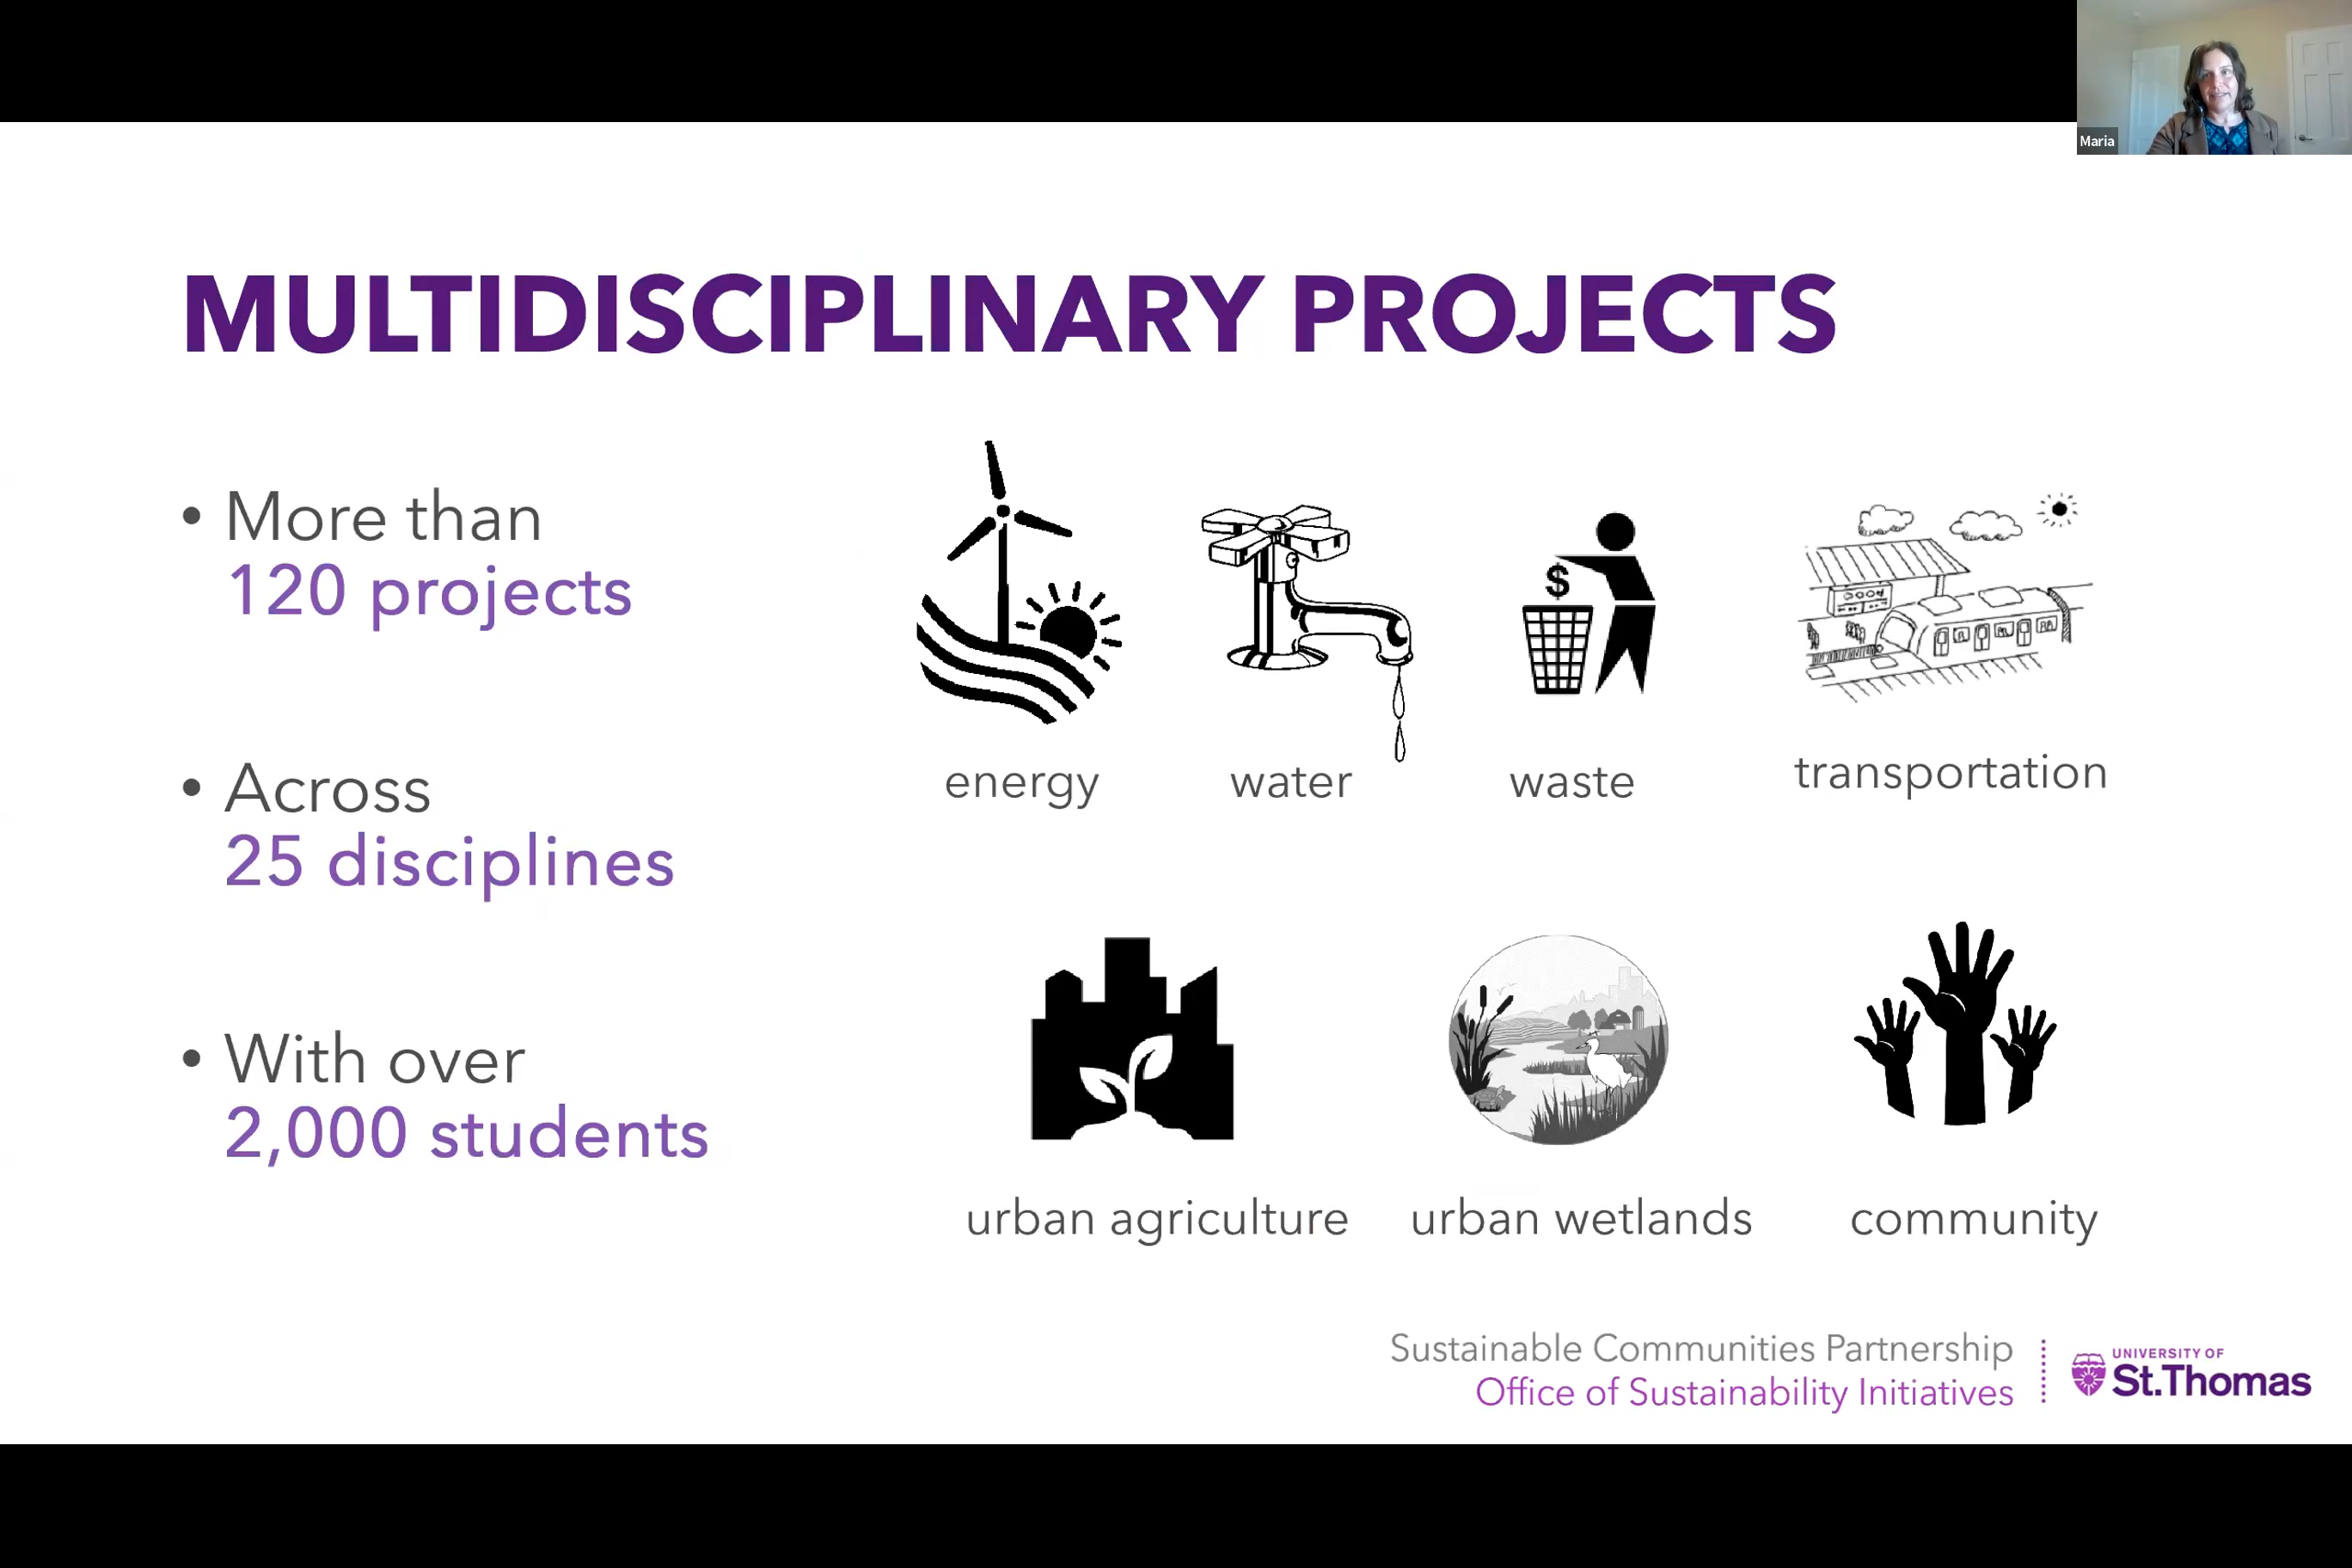 Maria
MULTIDISCIPLINARY PROJECTS
• More than
120 projects
• Across
25 disciplines
• With over
2,000 students
$
energy
water
waste
transportation
urban agriculture
urban wetlands
community
Sustainable Communities Partnership
Office of Sustainability Initiatives
UNIVERSITY OF
St.Thomas